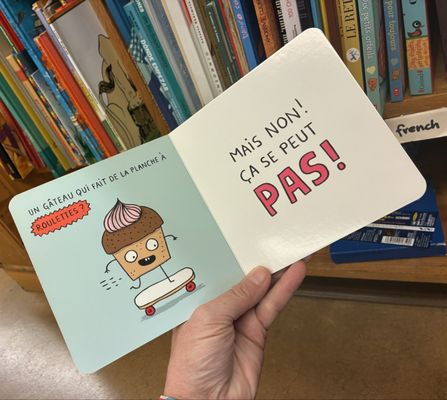 UN GÂTEAU QUI FAIT DE LA PLANCHE À
ROULETTES ?
MAIS NON !
ÇA SE PEUT
PAS !
french